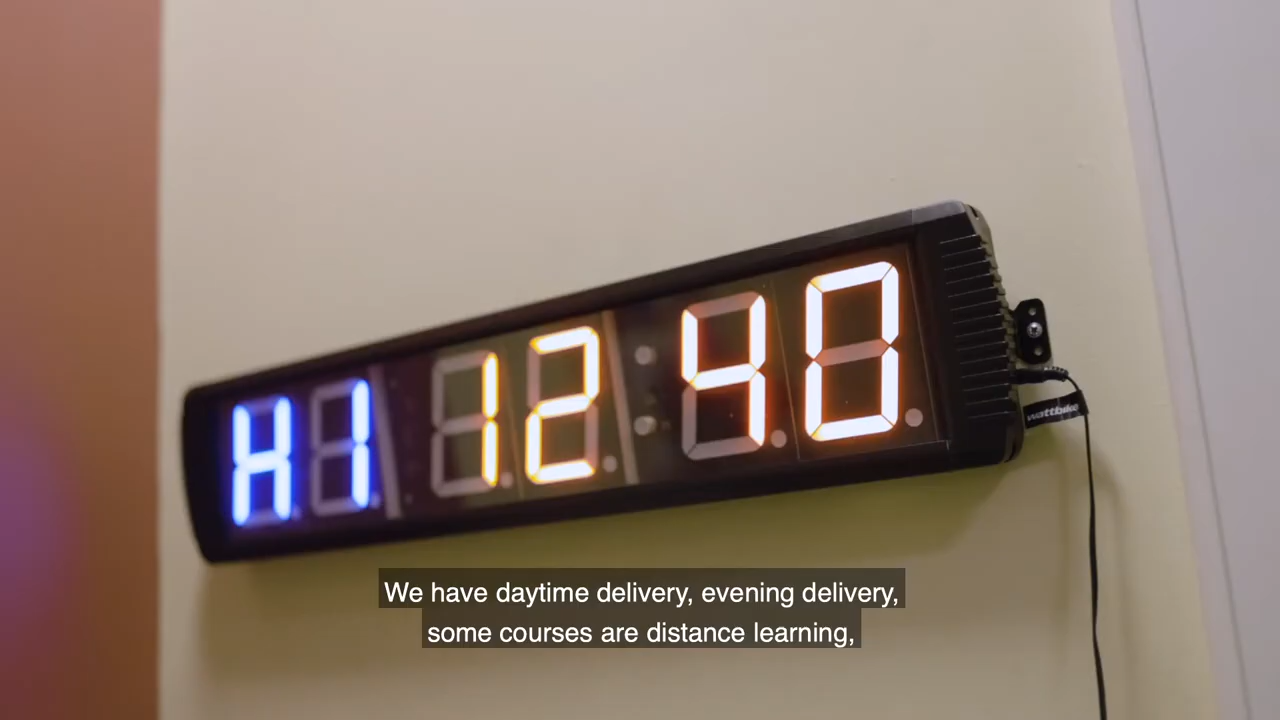 H1 12:40
wattbike
We have daytime delivery, evening delivery,
some courses are distance learning,